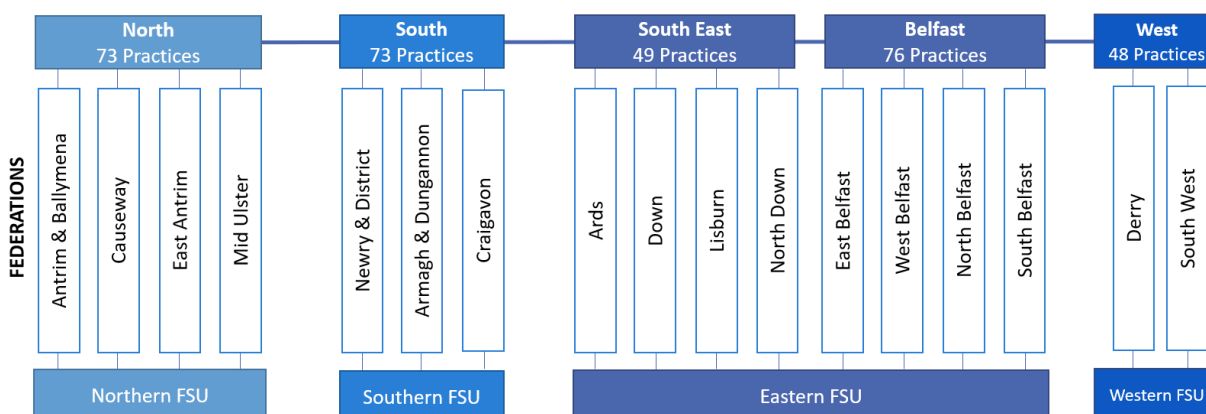 North
73 Practices
South
73 Practices
South East
49 Practices
Belfast
76 Practices
West
48 Practices
FEDERATIONS
Antrim & Ballymena
Causeway
East Antrim
Mid Ulster
Newry & District
Armagh & Dungannon
Craigavon
Ards
Down
Lisburn
North Down
East Belfast
West Belfast
North Belfast
South Belfast
Derry
South West
Northern FSU
Southern FSU
Eastern FSU
Western FSU